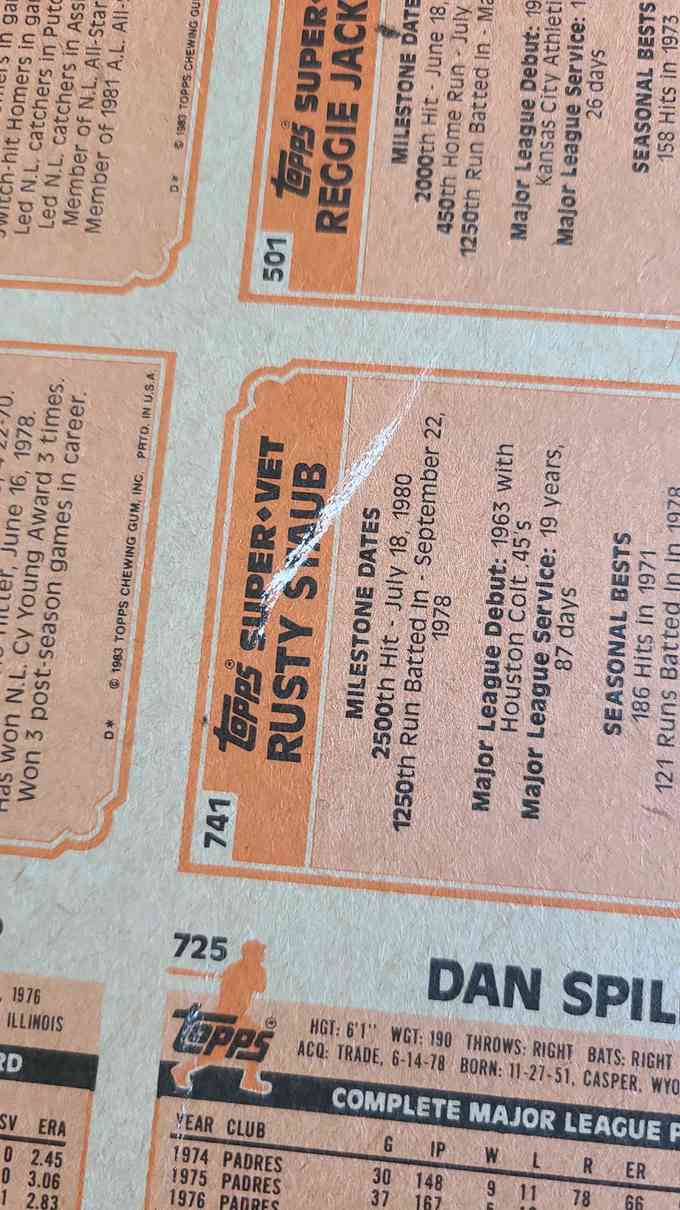 Switch-hit Homers in
Led N.L. catchers in
Led N.L. catchers in
Member of N.L. All-Star
Member of 1981 A.L. All-
D* © 1983 TOPPS CHEWING GU
501
Topps® SUPER
REGGIE JACK
MILESTONE DATE
2000th Hit - June 18,
450th Home Run - July
1250th Run Batted In - Ma
Major League Debut: 19
Kansas City Athleti
Major League Service: 1
26 days
SEASONAL BESTS
158 Hits in 1973
June 16, 1978.
Has won N.L. Cy Young Award 3 times.
Won 3 post-season games in career.
D* © 1983 TOPPS CHEWING GUM, INC. PRTD. IN U.S.A.
741
Topps® SUPER•VET
RUSTY STAUB
MILESTONE DATES
2500th Hit - July 18, 1980
1250th Run Batted In - September 22,
1978
Major League Debut: 1963 with
Houston Colt .45's
Major League Service: 19 years,
87 days
SEASONAL BESTS
186 Hits in 1971
121 Runs Batted In in 1978
, 1976
ILLINOIS
RD
SV ERA
0 2.45
0 3.06
1 2.83
725
Topps®
DAN SPIL
HGT: 6'1" WGT: 190 THROWS: RIGHT BATS: RIGHT
ACQ: TRADE, 6-14-78 BORN: 11-27-51, CASPER, WYO
COMPLETE MAJOR LEAGUE P
YEAR CLUB G IP W L R ER
1974 PADRES 30 148 9 11 78 66
1975 PADRES 37 167 5
1976 PADRES